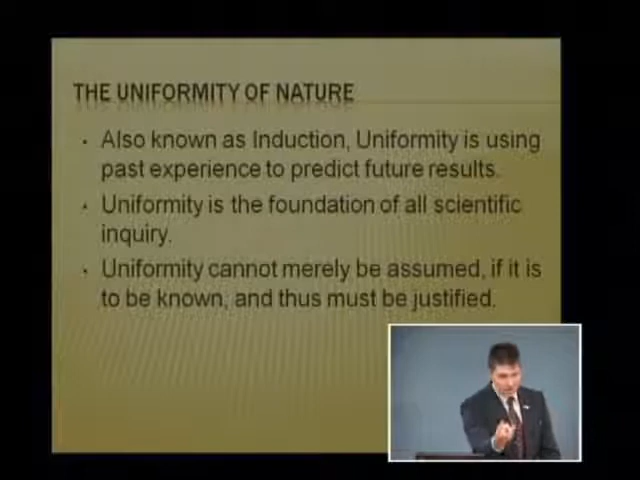 THE UNIFORMITY OF NATURE
• Also known as Induction, Uniformity is using
past experience to predict future results.
• Uniformity is the foundation of all scientific
inquiry.
• Uniformity cannot merely be assumed, if it is
to be known, and thus must be justified.